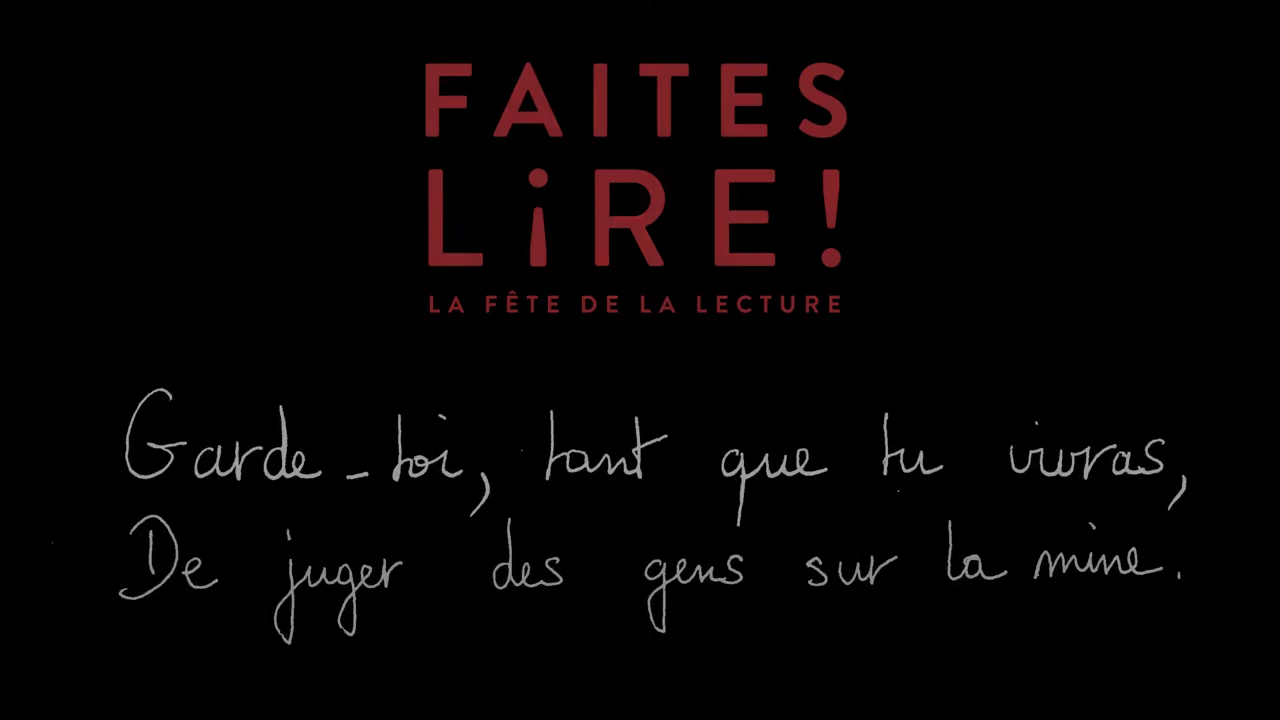 FAITES
LiRE!
LA FÊTE DE LA LECTURE
Garde-toi, tant que tu vivras,
De juger des gens sur la mine.